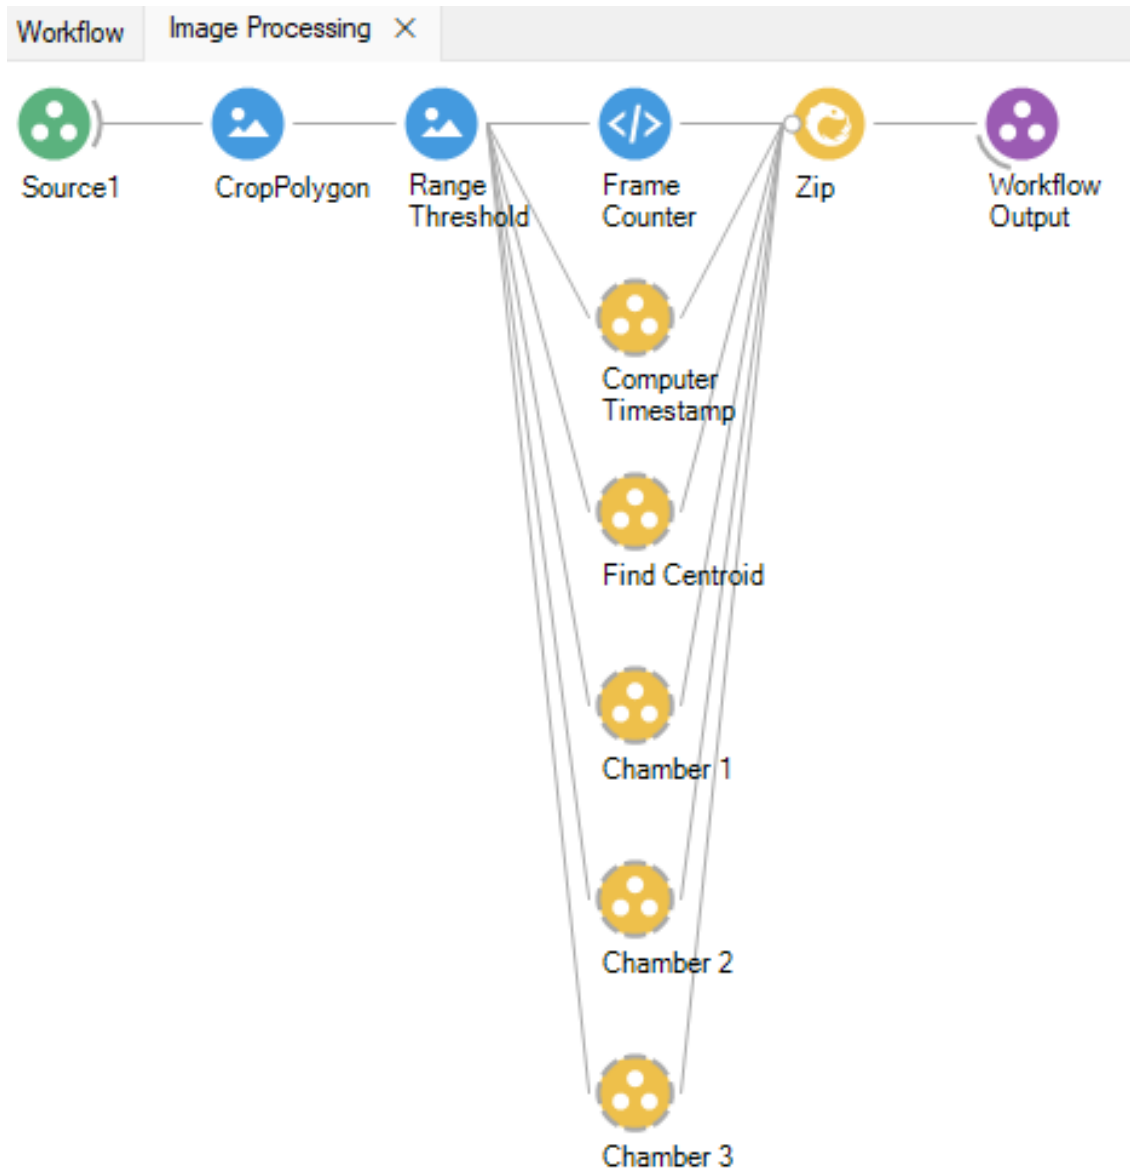 Workflow
Image Processing
Source1
CropPolygon
Range
Threshold
Frame
Counter
Zip
Workflow
Output
Computer
Timestamp
Find Centroid
Chamber 1
Chamber 2
Chamber 3